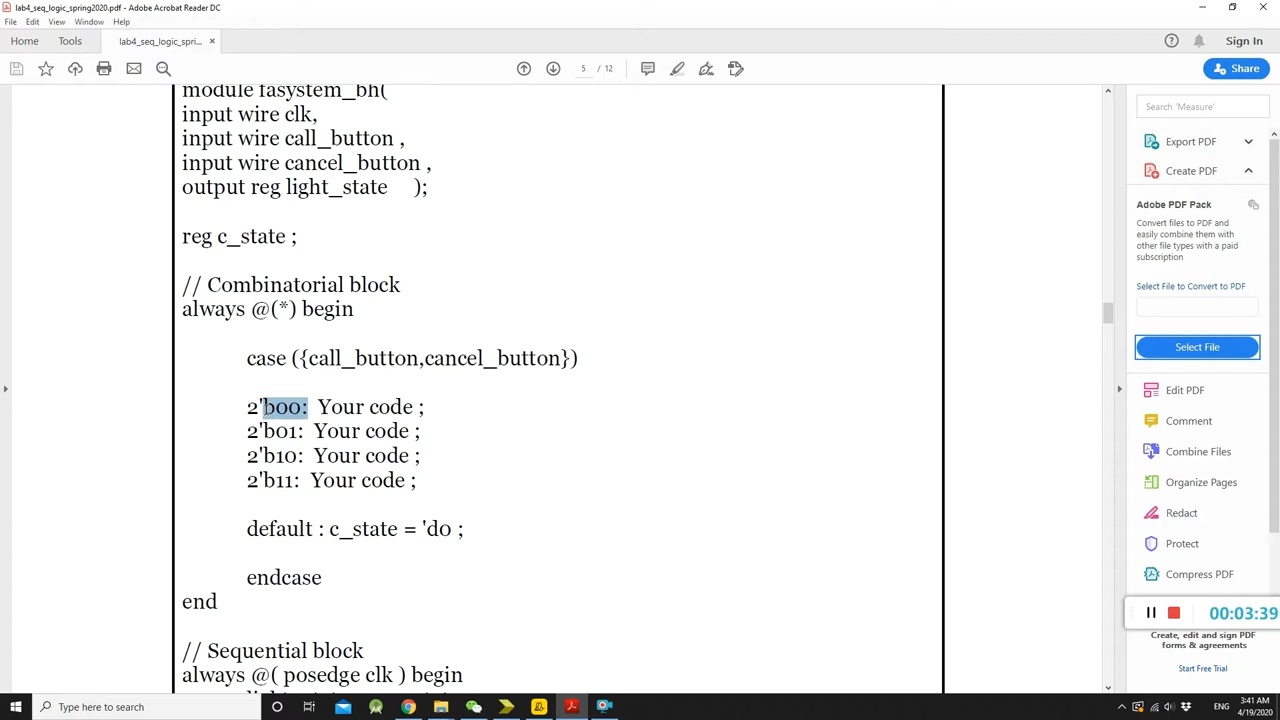 lab4_seq_logic_spring2020.pdf - Adobe Acrobat Reader DC
File Edit View Window Help
Home Tools lab4_seq_logic_spri... × Sign In
5 / 12 Share
module fasystem_bh(
input wire clk,
input wire call_button ,
input wire cancel_button ,
output reg light_state );
reg c_state ;
// Combinatorial block
always @(*) begin
case ({call_button,cancel_button})
2'b00: Your code ;
2'b01: Your code ;
2'b10: Your code ;
2'b11: Your code ;
default : c_state = 'd0 ;
endcase
end
// Sequential block
always @( posedge clk ) begin
Search 'Measure'
Export PDF
Create PDF
Adobe PDF Pack
Convert files to PDF and
easily combine them with
other file types with a paid
subscription
Select File to Convert to PDF
Select File
Edit PDF
Comment
Combine Files
Organize Pages
Redact
Protect
Compress PDF
00:03:39
Create, edit and sign PDF
forms & agreements
Start Free Trial
Type here to search
ENG
3:41 AM
4/19/2020